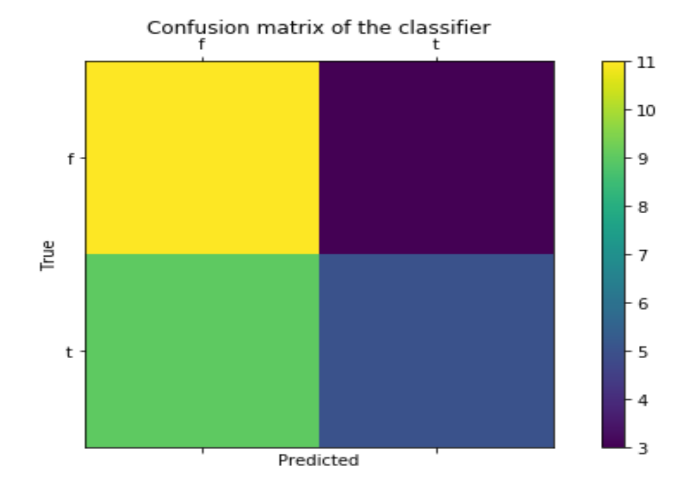 Confusion matrix of the classifier
f t
11
10
9
8
7
6
5
4
3
f
t
True
Predicted